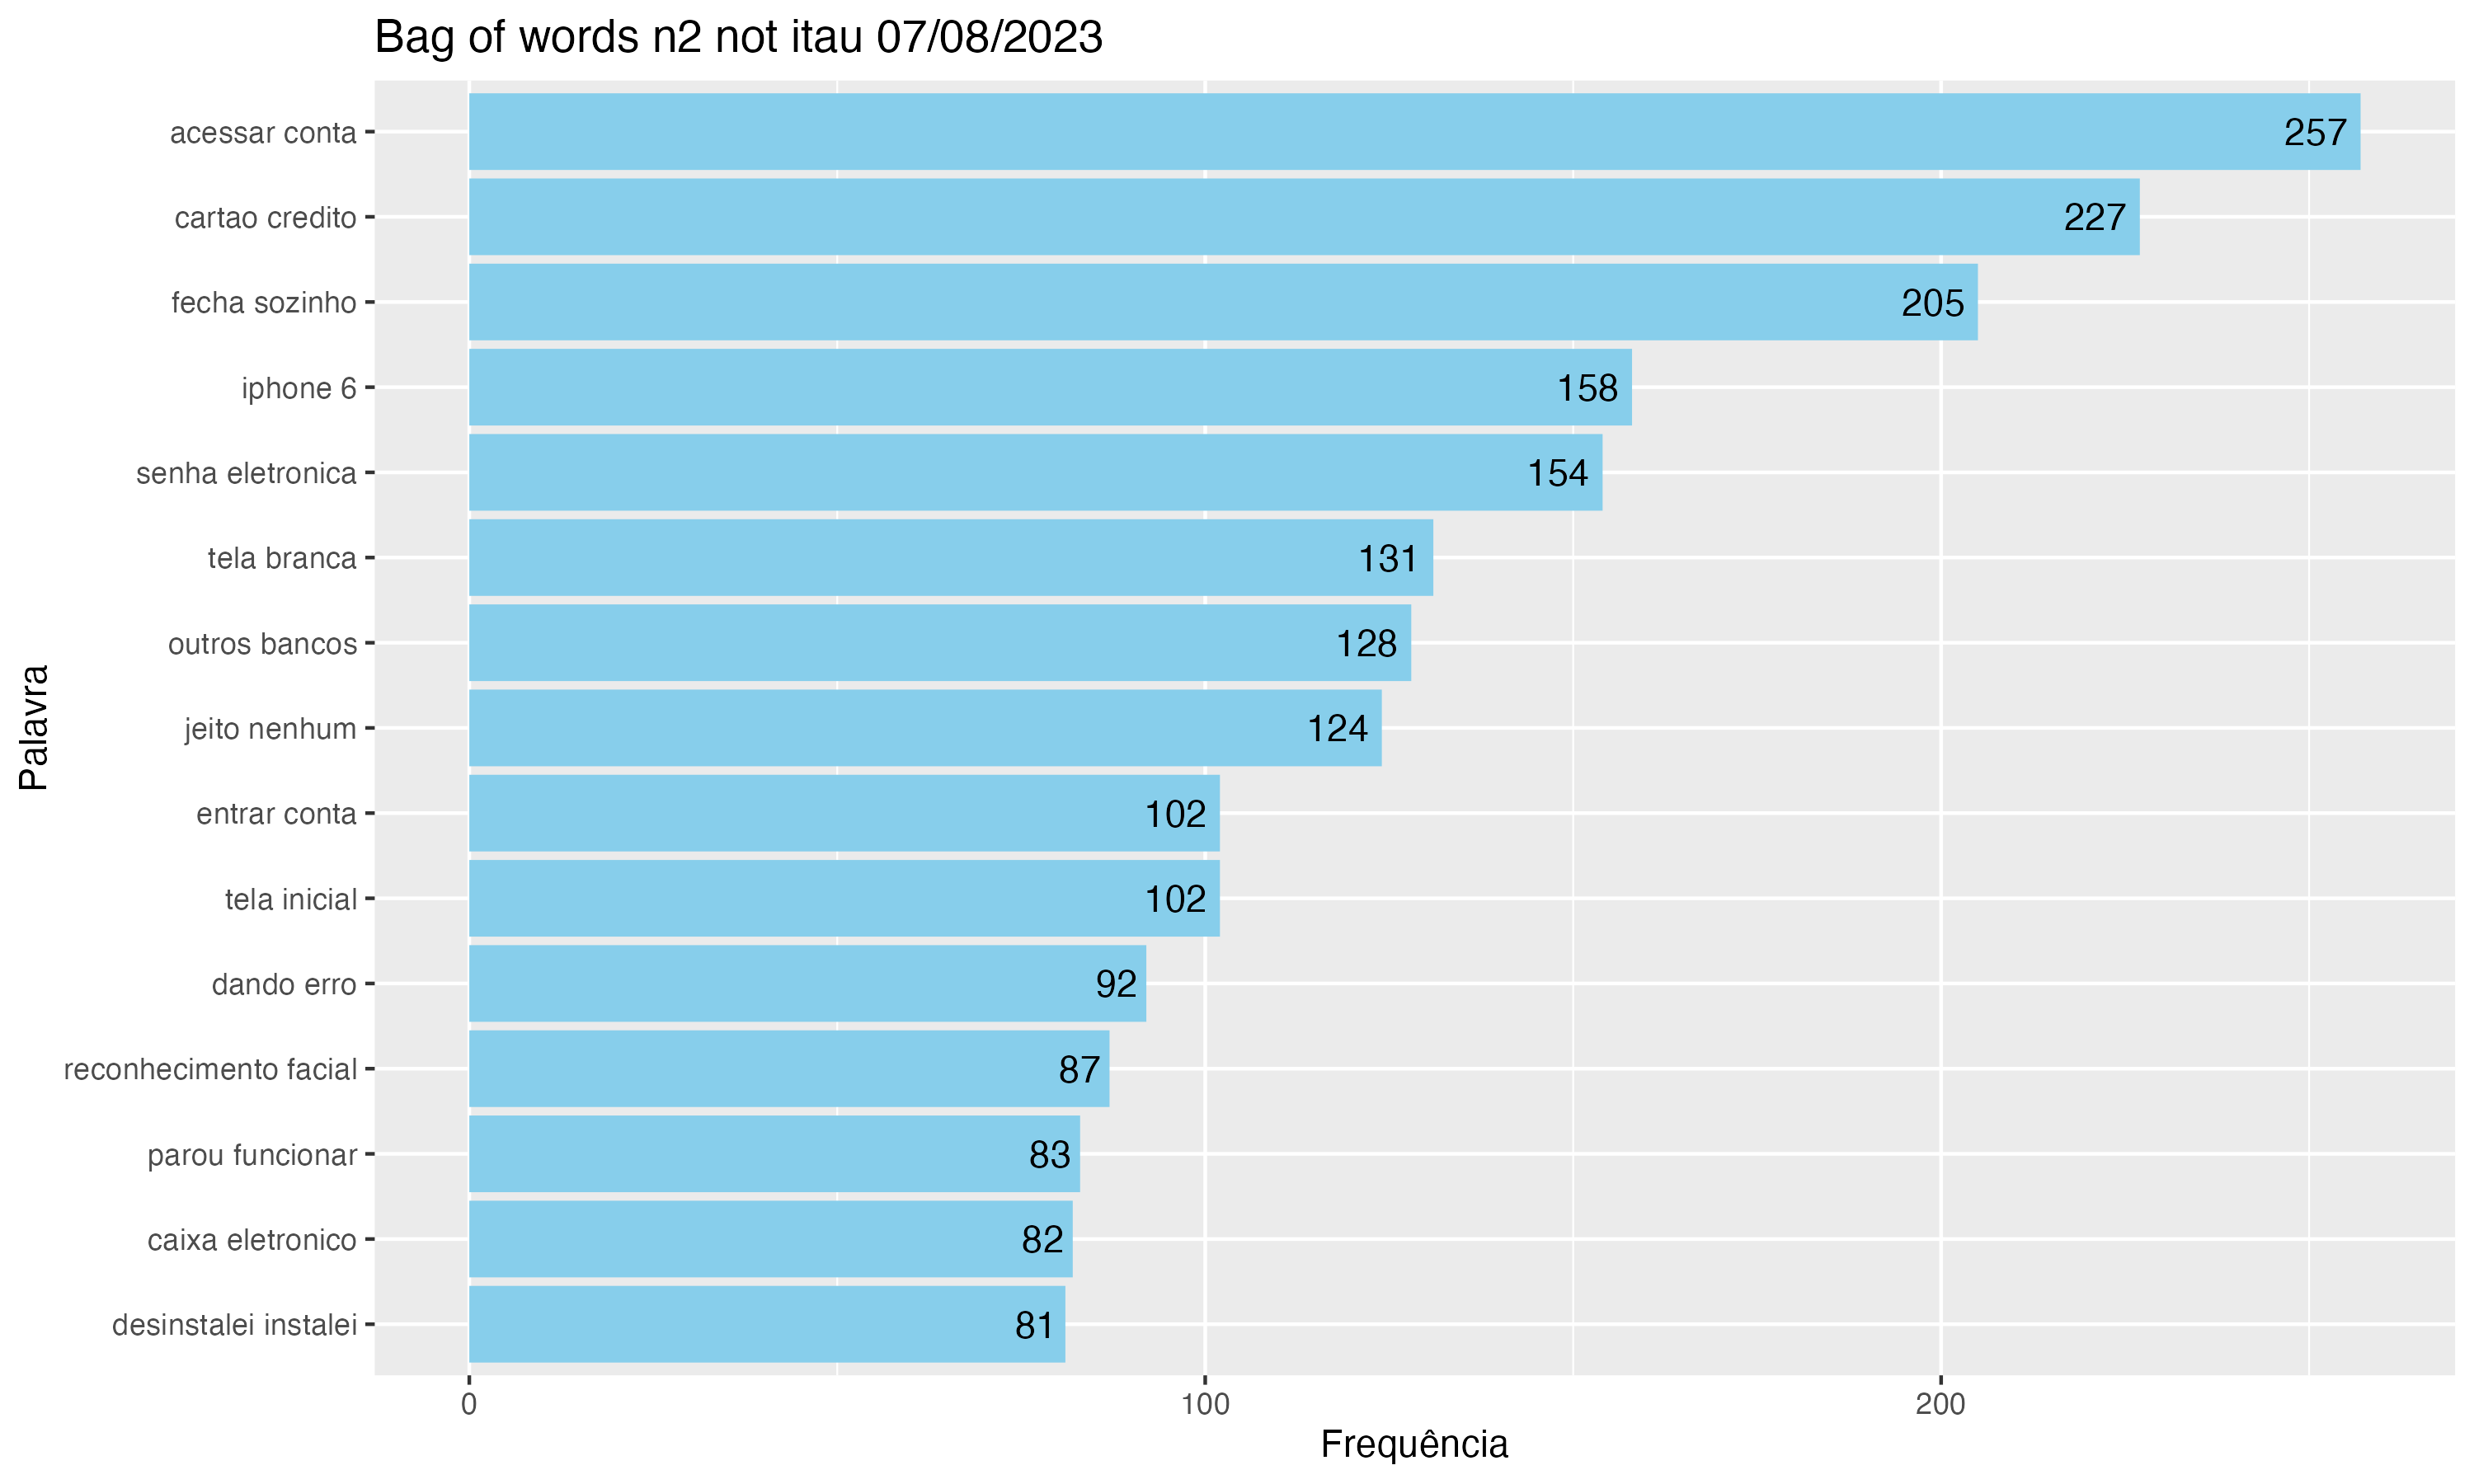 Bag of words n2 not itau 07/08/2023
Palavra
acessar conta 257
cartao credito 227
fecha sozinho 205
iphone 6 158
senha eletronica 154
tela branca 131
outros bancos 128
jeito nenhum 124
entrar conta 102
tela inicial 102
dando erro 92
reconhecimento facial 87
parou funcionar 83
caixa eletronico 82
desinstalei instalei 81
0 100 200
Frequência